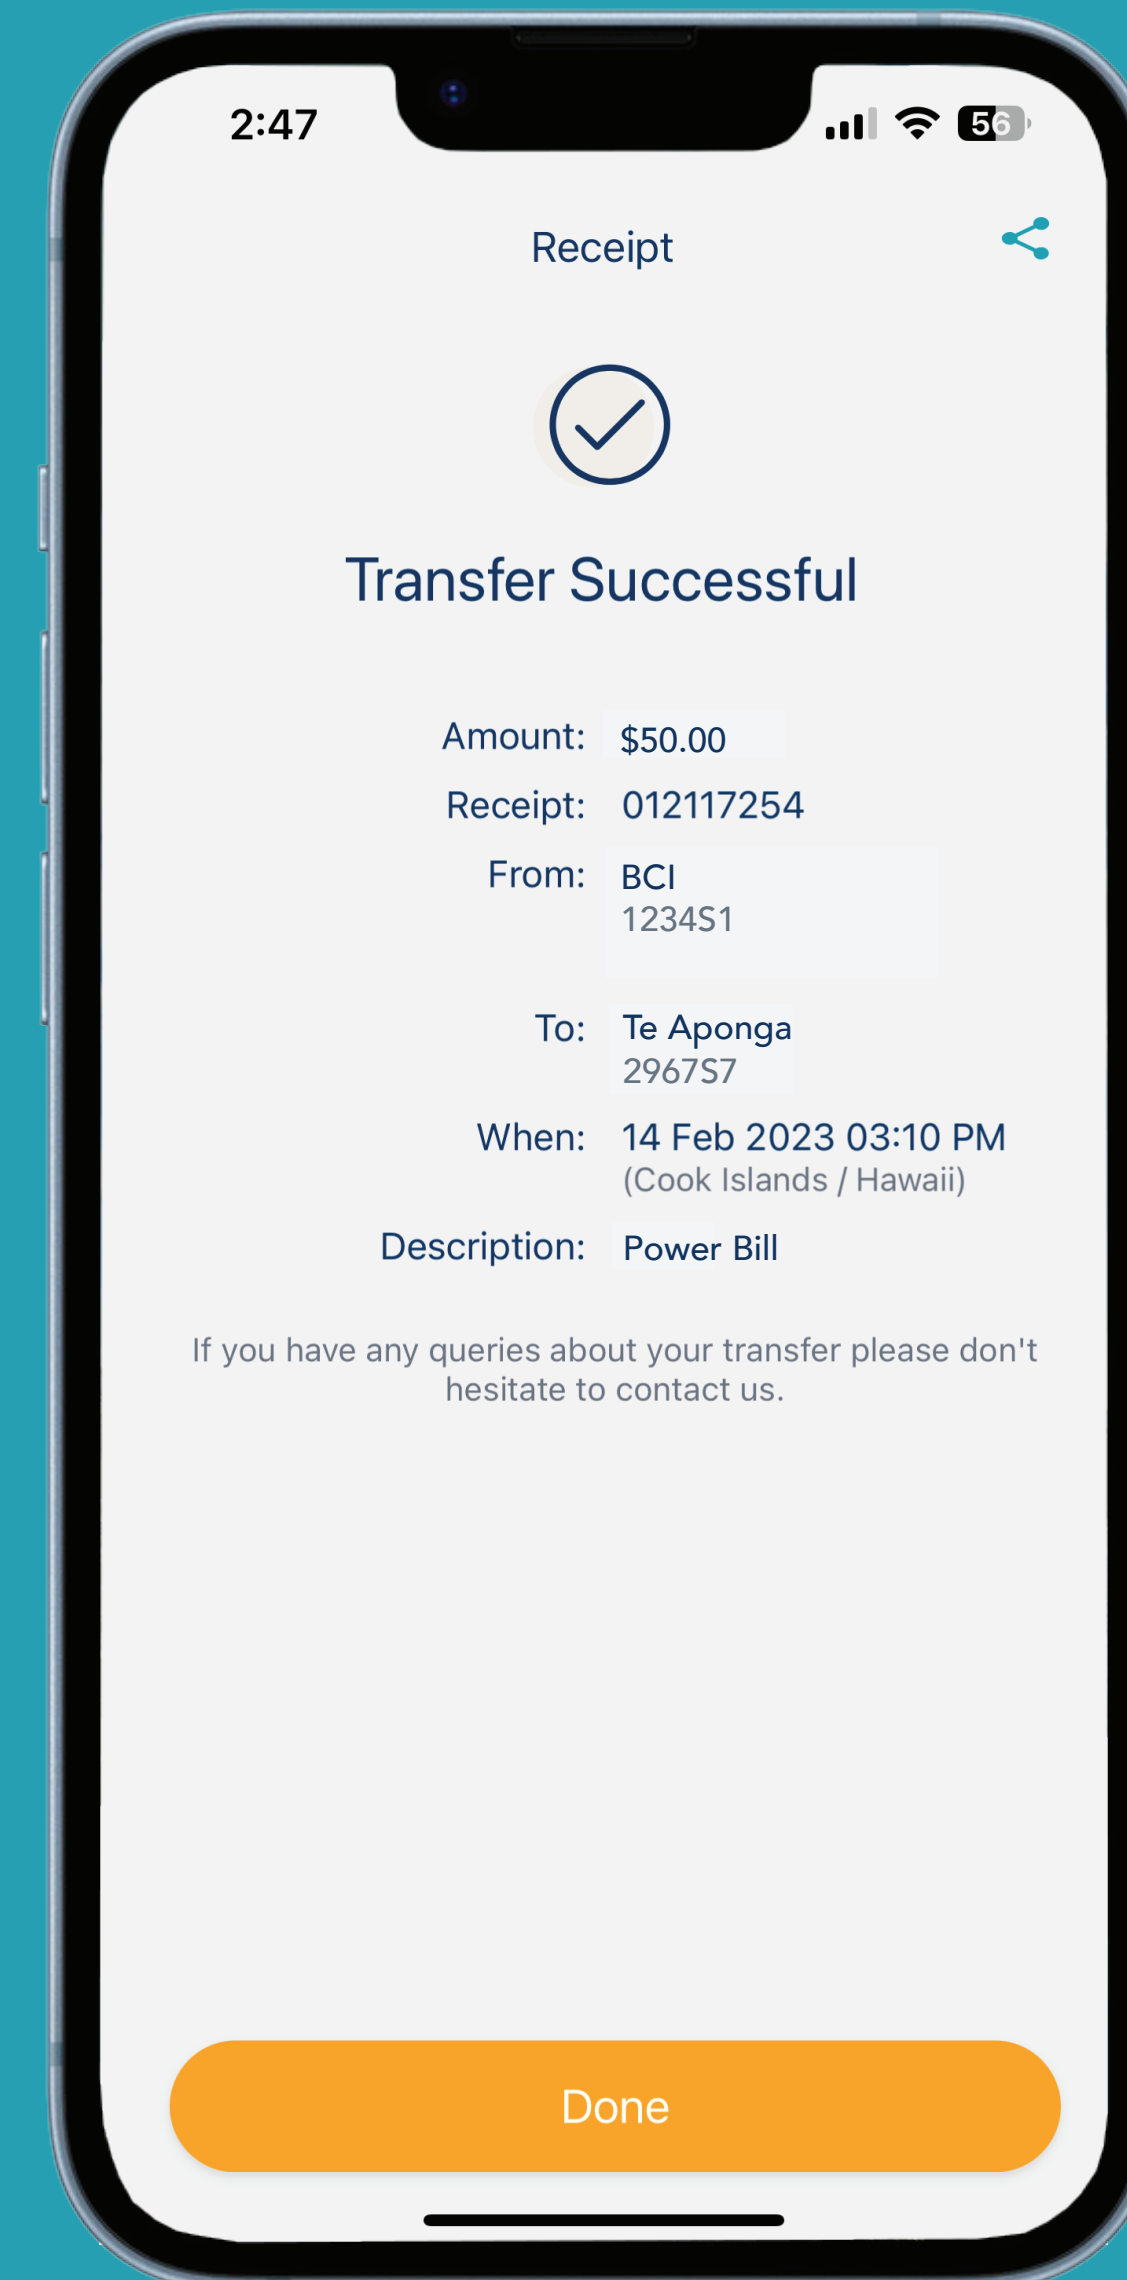 2:47
56
Receipt
Transfer Successful
Amount: $50.00
Receipt: 012117254
From: BCI
1234S1
To: Te Aponga
2967S7
When: 14 Feb 2023 03:10 PM
(Cook Islands / Hawaii)
Description: Power Bill
If you have any queries about your transfer please don't
hesitate to contact us.
Done